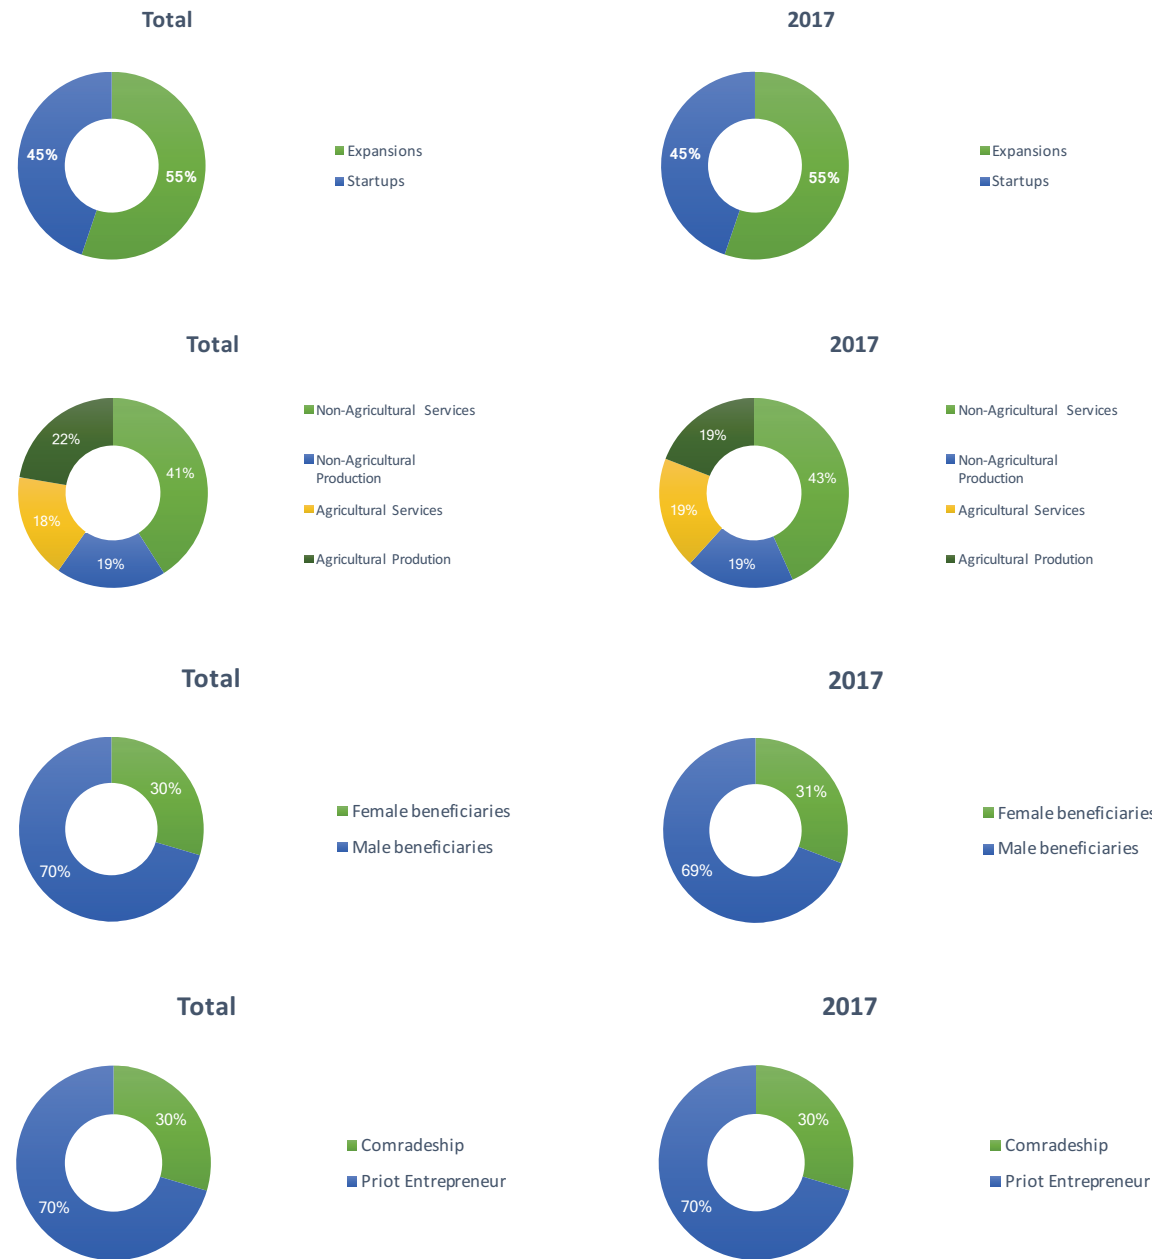 Total
2017
45%
55%
Expansions
Startups
45%
55%
Expansions
Startups
Total
2017
22%
41%
18%
19%
Non-Agricultural Services
Non-Agricultural
Production
Agricultural Services
Agricultural Prodution
19%
43%
19%
19%
Non-Agricultural Services
Non-Agricultural
Production
Agricultural Services
Agricultural Prodution
Total
2017
30%
70%
Female beneficiaries
Male beneficiaries
31%
69%
Female beneficiaries
Male beneficiaries
Total
2017
30%
70%
Comradeship
Priot Entrepreneur
30%
70%
Comradeship
Priot Entrepreneur